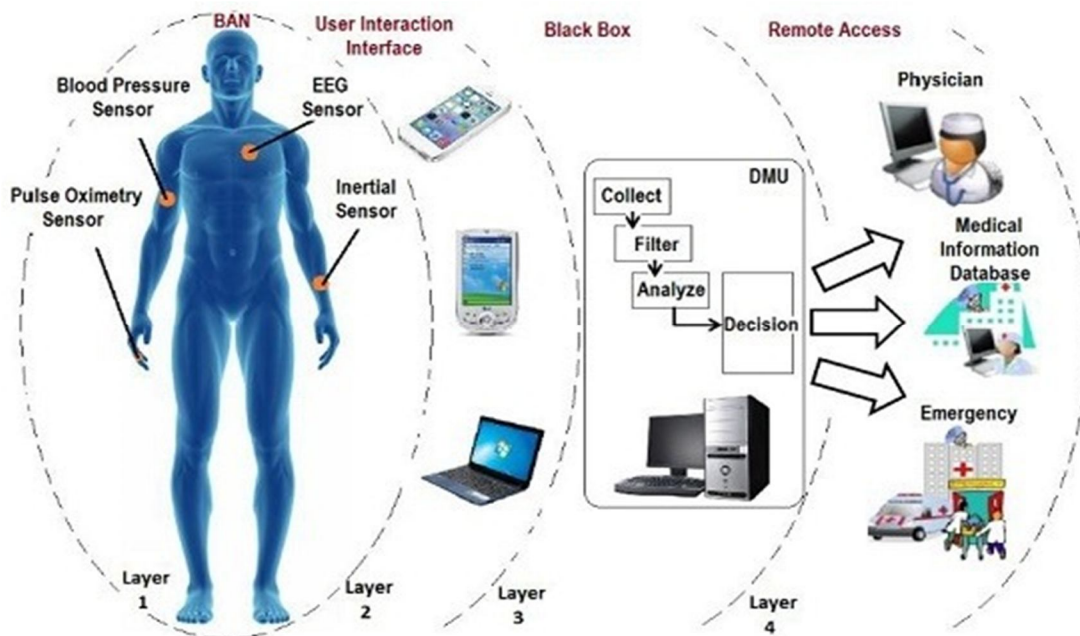 BAN
User Interaction
Interface
Black Box
Remote Access
Blood Pressure
Sensor
EEG
Sensor
Pulse Oximetry
Sensor
Inertial
Sensor
DMU
Collect
Filter
Analyze
Decision
Physician
Medical
Information
Database
Emergency
Layer
1
Layer
2
Layer
3
Layer
4